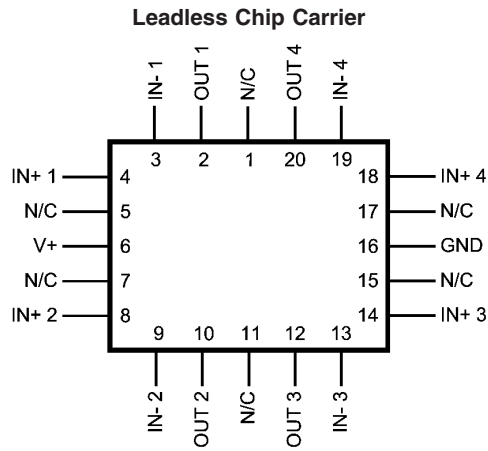 Leadless Chip Carrier
IN- 1
OUT 1
N/C
OUT 4
IN- 4
3 2 1 20 19
IN+ 1 4 18 IN+ 4
N/C 5 17 N/C
V+ 6 16 GND
N/C 7 15 N/C
IN+ 2 8 14 IN+ 3
9 10 11 12 13
IN- 2
OUT 2
N/C
OUT 3
IN- 3